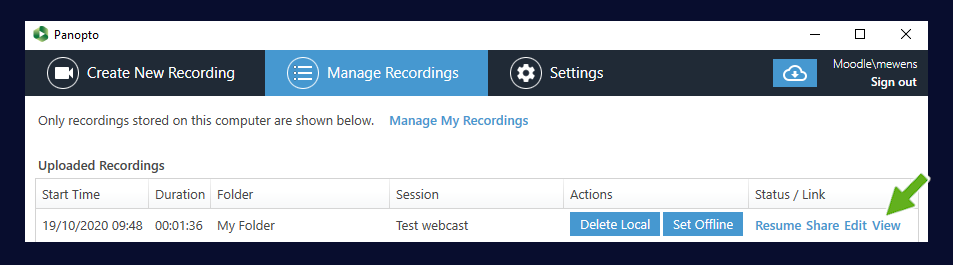 Panopto
Create New Recording
Manage Recordings
Settings
Moodle\mewens
Sign out
Only recordings stored on this computer are shown below. Manage My Recordings
Uploaded Recordings
Start Time Duration Folder Session Actions Status / Link
19/10/2020 09:48 00:01:36 My Folder Test webcast Delete Local Set Offline Resume Share Edit View